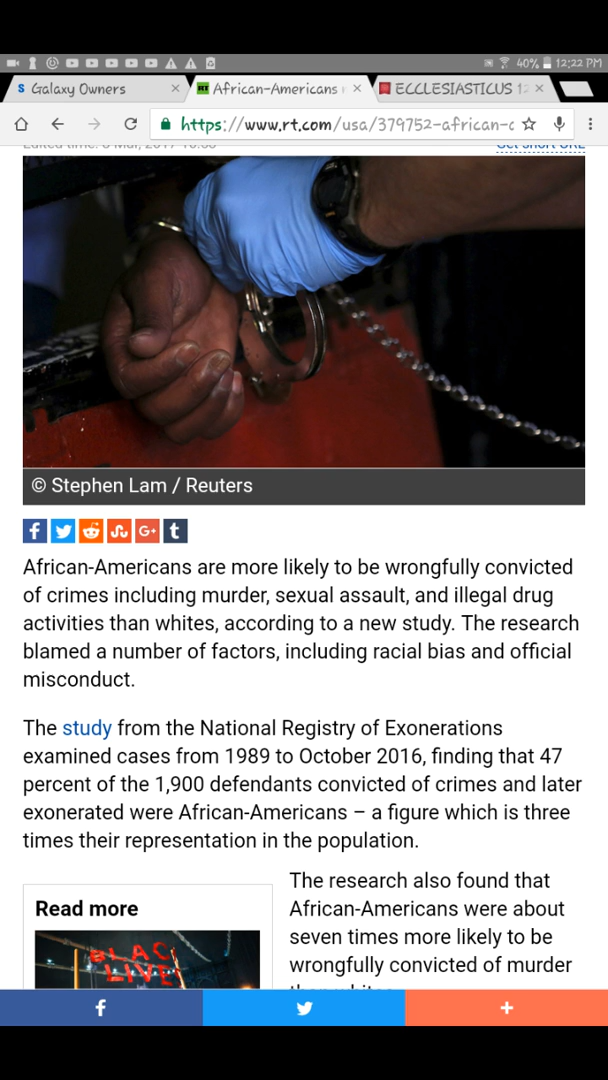 40% 12:22 PM
Galaxy Owners
African-Americans
ECCLESIASTICUS 12
https://www.rt.com/usa/379752-african-c
© Stephen Lam / Reuters
African-Americans are more likely to be wrongfully convicted
of crimes including murder, sexual assault, and illegal drug
activities than whites, according to a new study. The research
blamed a number of factors, including racial bias and official
misconduct.
The study from the National Registry of Exonerations
examined cases from 1989 to October 2016, finding that 47
percent of the 1,900 defendants convicted of crimes and later
exonerated were African-Americans – a figure which is three
times their representation in the population.
Read more
BLAC
LIVE
The research also found that
African-Americans were about
seven times more likely to be
wrongfully convicted of murder